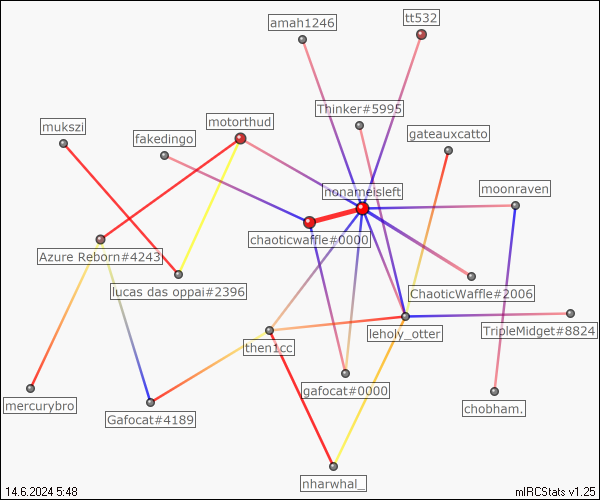 amah1246
tt532
Thinker#5995
mukszi
fakedingo
motorthud
gateauxcatto
nonameisleft
moonraven
chaoticwaffle#0000
Azure Reborn#4243
lucas das oppai#2396
ChaoticWaffle#2006
then1cc
leholy_otter
TripleMidget#8824
gafocat#0000
mercurybro
Gafocat#4189
chobham.
nharwhal_
14.6.2024 5:48
mIRCStats v1.25